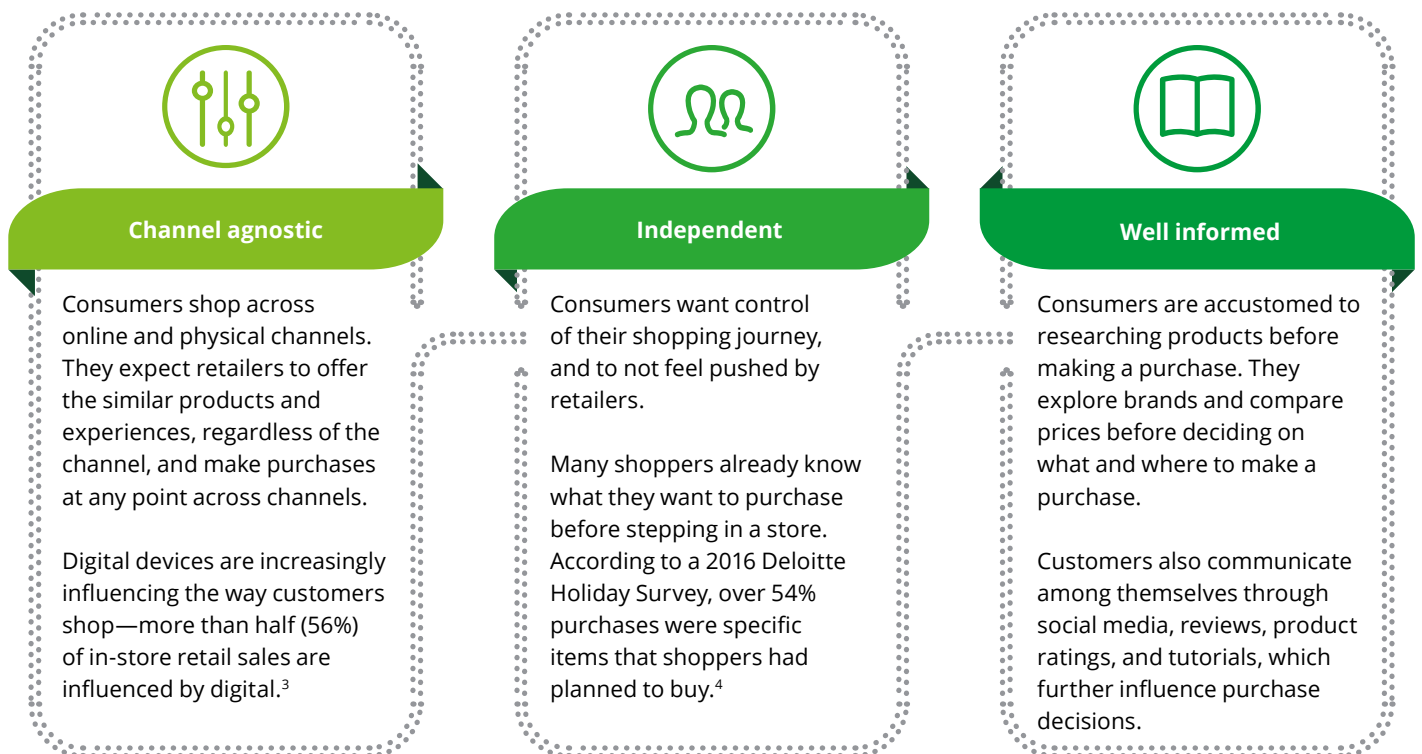 Channel agnostic
Consumers shop across
online and physical channels.
They expect retailers to offer
the similar products and
experiences, regardless of the
channel, and make purchases
at any point across channels.
Digital devices are increasingly
influencing the way customers
shop—more than half (56%)
of in-store retail sales are
influenced by digital.3
Independent
Consumers want control
of their shopping journey,
and to not feel pushed by
retailers.
Many shoppers already know
what they want to purchase
before stepping in a store.
According to a 2016 Deloitte
Holiday Survey, over 54%
purchases were specific
items that shoppers had
planned to buy.4
Well informed
Consumers are accustomed to
researching products before
making a purchase. They
explore brands and compare
prices before deciding on
what and where to make a
purchase.
Customers also communicate
among themselves through
social media, reviews, product
ratings, and tutorials, which
further influence purchase
decisions.